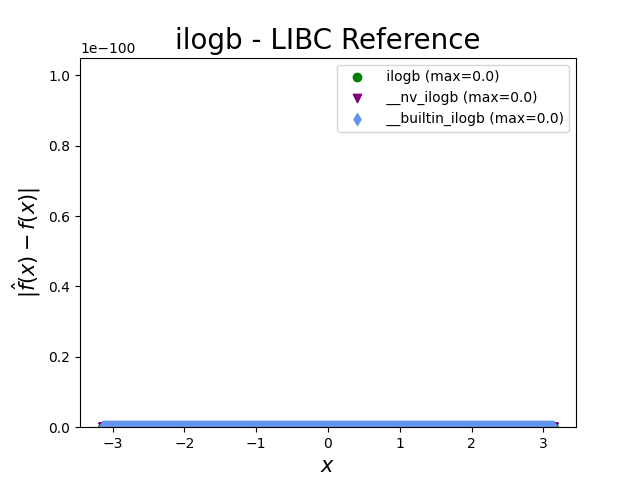 ilogb - LIBC Reference
1e−100
1.0
0.8
0.6
0.4
0.2
0.0
|f̂(x) − f(x)|
ilogb (max=0.0)
__nv_ilogb (max=0.0)
__builtin_ilogb (max=0.0)
−3 −2 −1 0 1 2 3
x